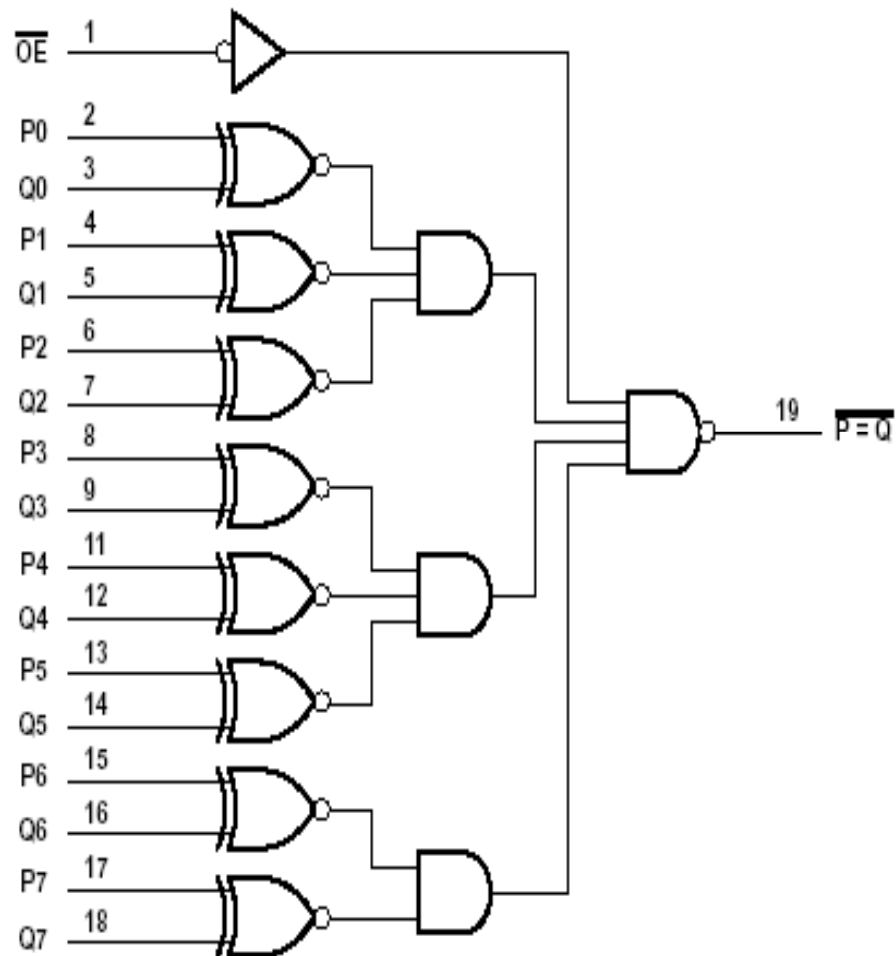 O̅E̅ 1
P0 2
Q0 3
P1 4
Q1 5
P2 6
Q2 7
P3 8
Q3 9
19 P̅ ̅=̅ ̅Q̅
P4 11
Q4 12
P5 13
Q5 14
P6 15
Q6 16
P7 17
Q7 18